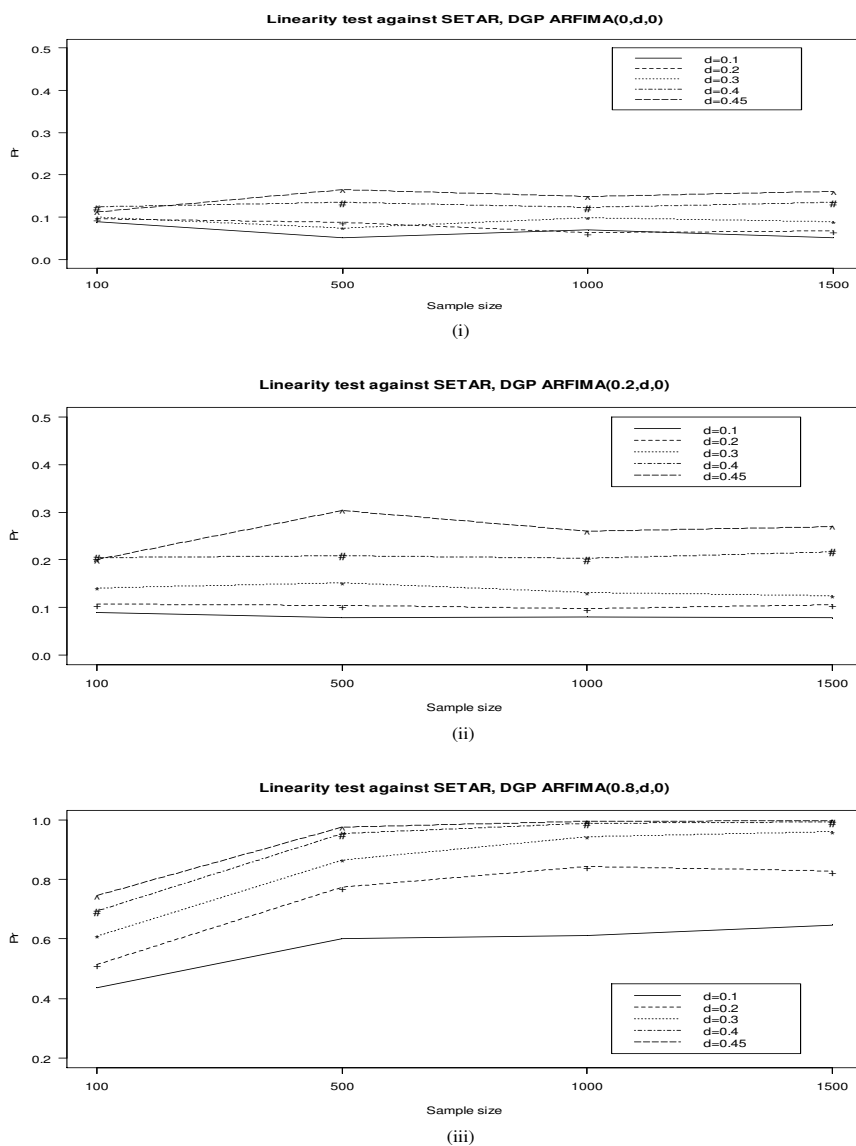 Linearity test against SETAR, DGP ARFIMA(0,d,0)
0.5
0.4
0.3
0.2
0.1
0.0
Pr
d=0.1
d=0.2
d=0.3
d=0.4
d=0.45
100 500 1000 1500
Sample size
(i)
Linearity test against SETAR, DGP ARFIMA(0.2,d,0)
0.5
0.4
0.3
0.2
0.1
0.0
Pr
d=0.1
d=0.2
d=0.3
d=0.4
d=0.45
100 500 1000 1500
Sample size
(ii)
Linearity test against SETAR, DGP ARFIMA(0.8,d,0)
1.0
0.8
0.6
0.4
0.2
Pr
d=0.1
d=0.2
d=0.3
d=0.4
d=0.45
100 500 1000 1500
Sample size
(iii)